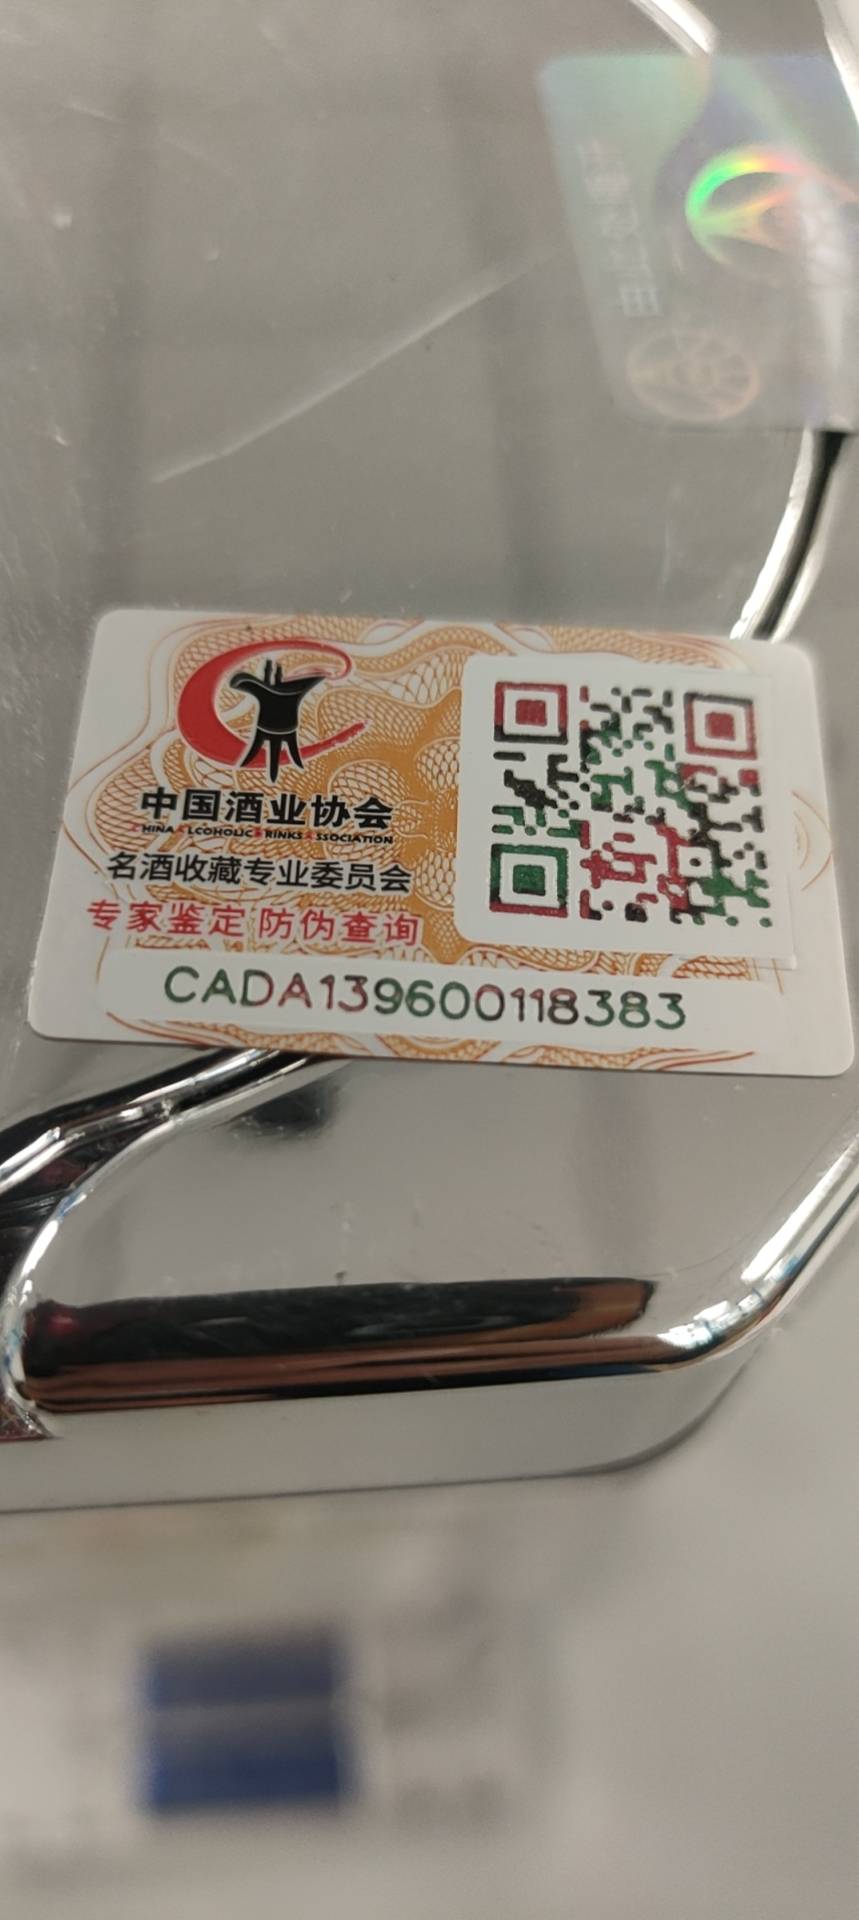 中国酒业协会
CHINA ALCOHOLIC DRINKS ASSOCIATION
名酒收藏专业委员会
专家鉴定 防伪查询
CADA139600118383